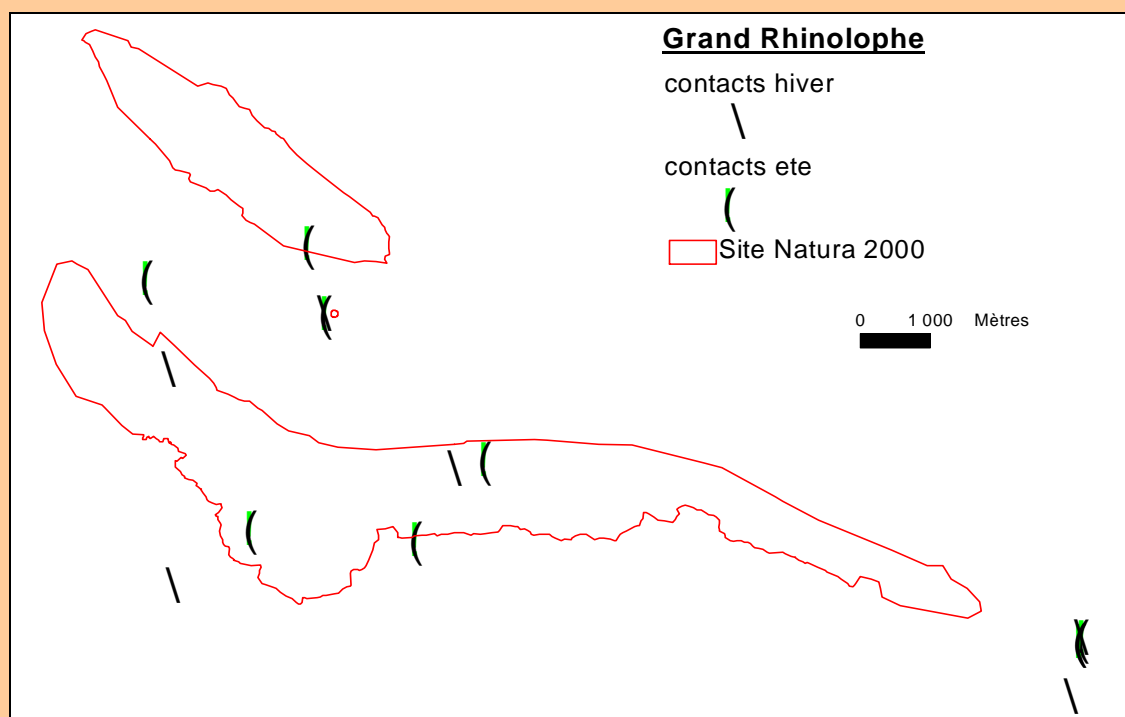 Grand Rhinolophe
contacts hiver
contacts ete
Site Natura 2000
0 1 000 Mètres